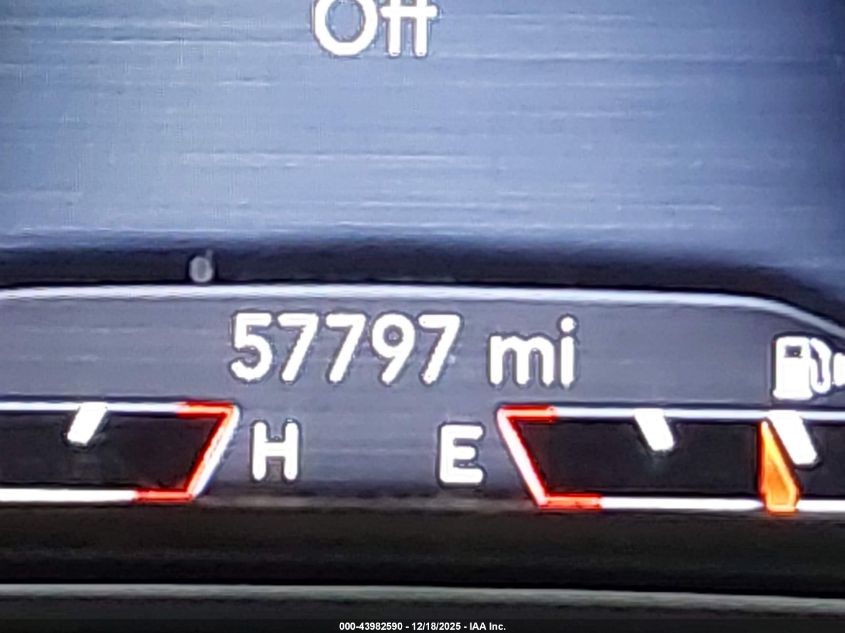 Off
57797 mi
H E
000-43982590 - 12/18/2025 - IAA Inc.